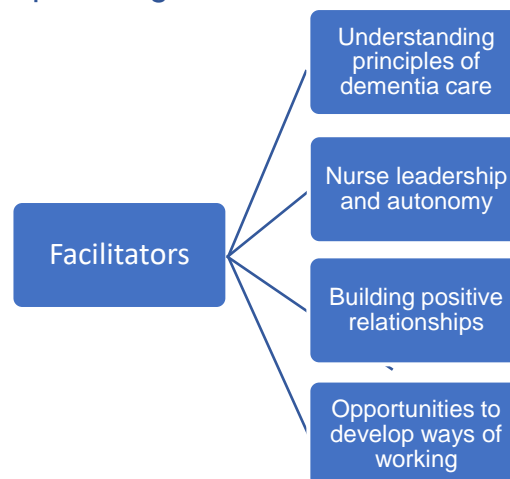 Facilitators
Understanding
principles of
dementia care
Nurse leadership
and autonomy
Building positive
relationships
Opportunities to
develop ways of
working